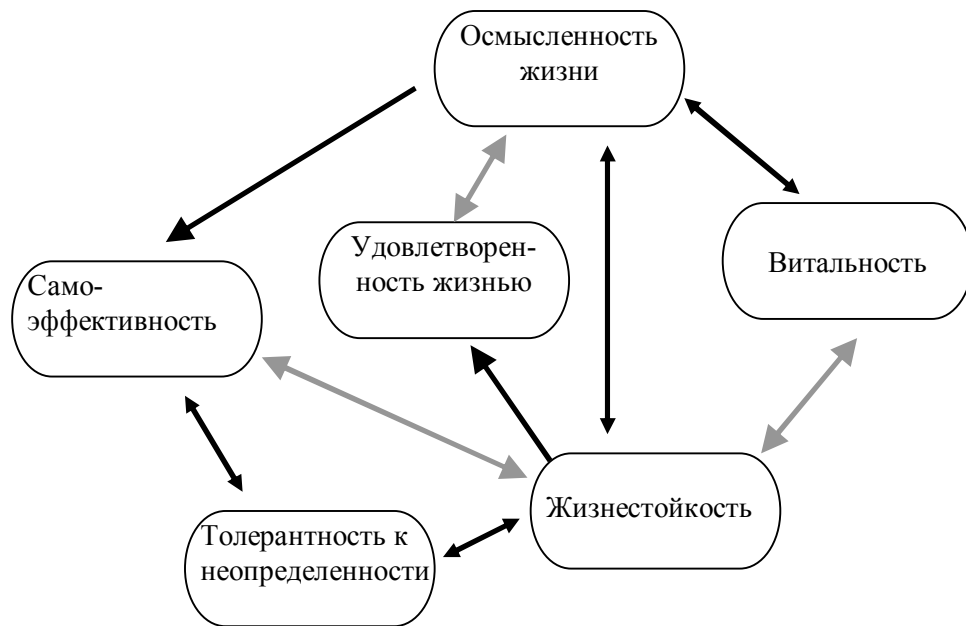 Осмысленность
жизни
Удовлетворен-
ность жизнью
Витальность
Само-
эффективность
Жизнестойкость
Толерантность к
неопределенности